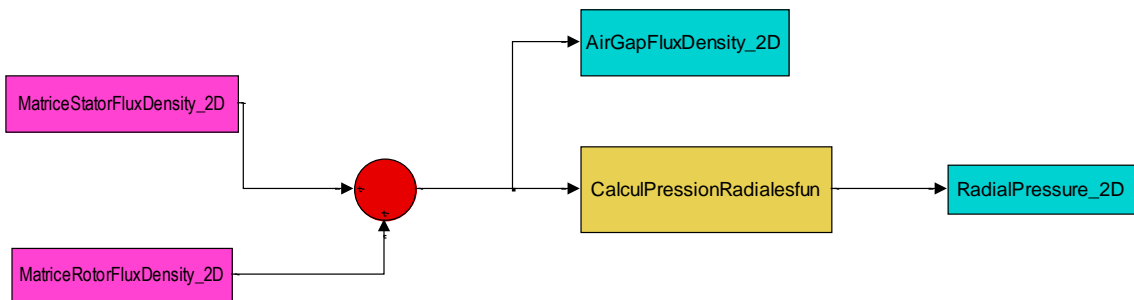 AirGapFluxDensity_2D
MatriceStatorFluxDensity_2D
+
CalculPressionRadialesfun
RadialPressure_2D
+
MatriceRotorFluxDensity_2D